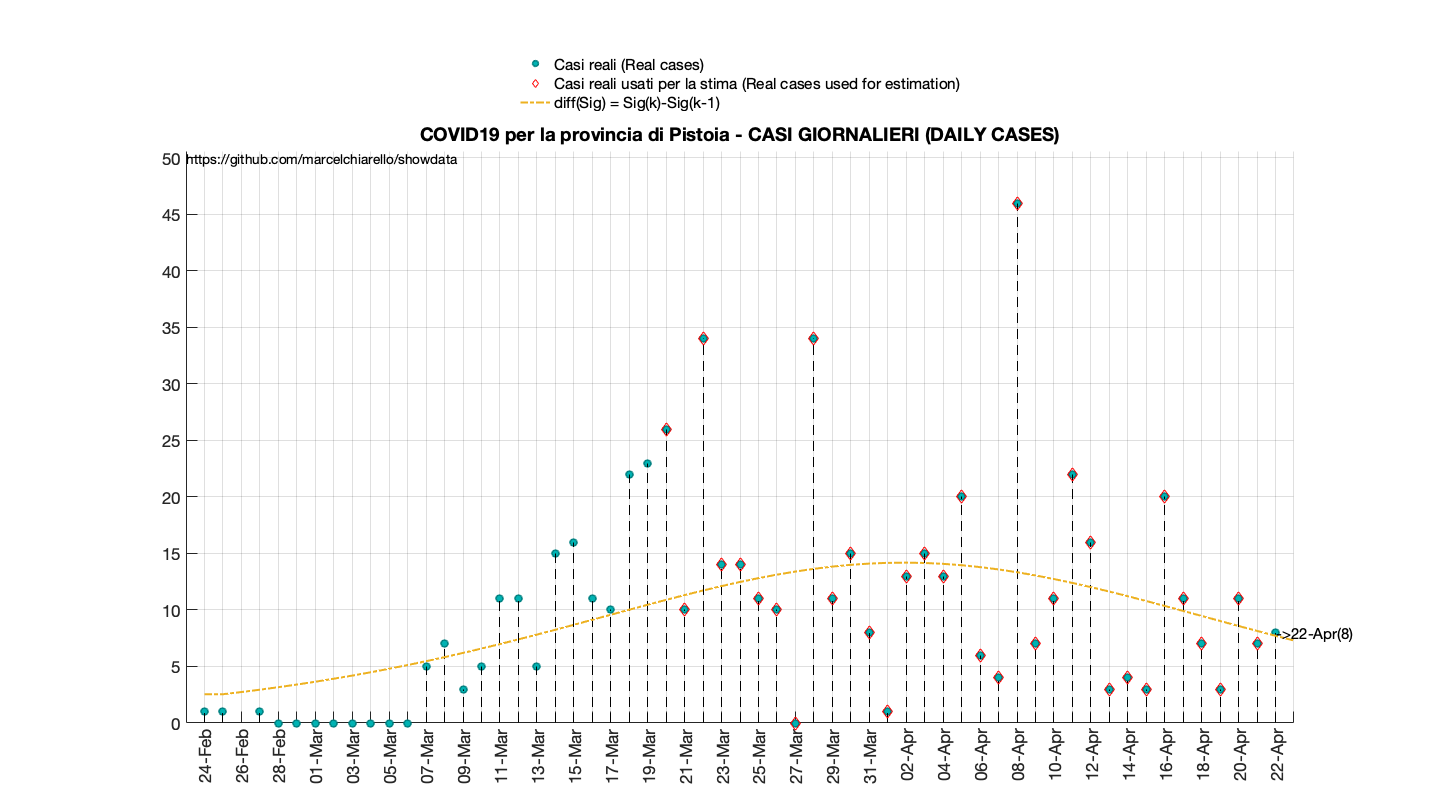 Casi reali (Real cases)
Casi reali usati per la stima (Real cases used for estimation)
diff(Sig) = Sig(k)-Sig(k-1)
COVID19 per la provincia di Pistoia - CASI GIORNALIERI (DAILY CASES)
https://github.com/marcelchiarello/showdata
50
45
40
35
30
25
20
15
10
5
0
->22-Apr(8)
24-Feb
26-Feb
28-Feb
01-Mar
03-Mar
05-Mar
07-Mar
09-Mar
11-Mar
13-Mar
15-Mar
17-Mar
19-Mar
21-Mar
23-Mar
25-Mar
27-Mar
29-Mar
31-Mar
02-Apr
04-Apr
06-Apr
08-Apr
10-Apr
12-Apr
14-Apr
16-Apr
18-Apr
20-Apr
22-Apr